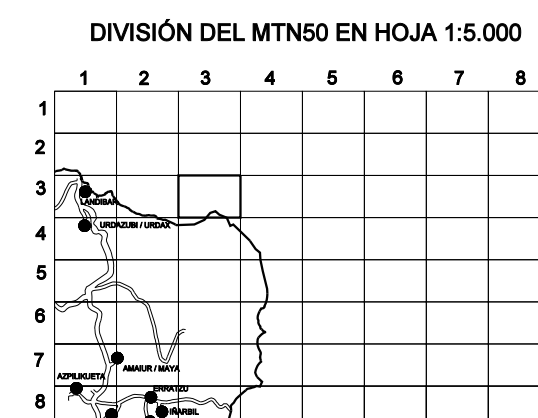 DIVISIÓN DEL MTN50 EN HOJA 1:5.000
1 2 3 4 5 6 7 8
1
2
3
LANDIBAR
4 URDAZUBI / URDAX
5
6
7
AMAIUR / MAYA
AZPILIKUETA
ERRATZU
8
IÑARBIL